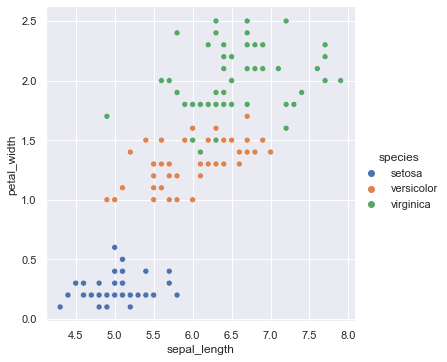 2.5
2.0
1.5
1.0
0.5
0.0
petal_width
4.5 5.0 5.5 6.0 6.5 7.0 7.5 8.0
sepal_length
species
setosa
versicolor
virginica